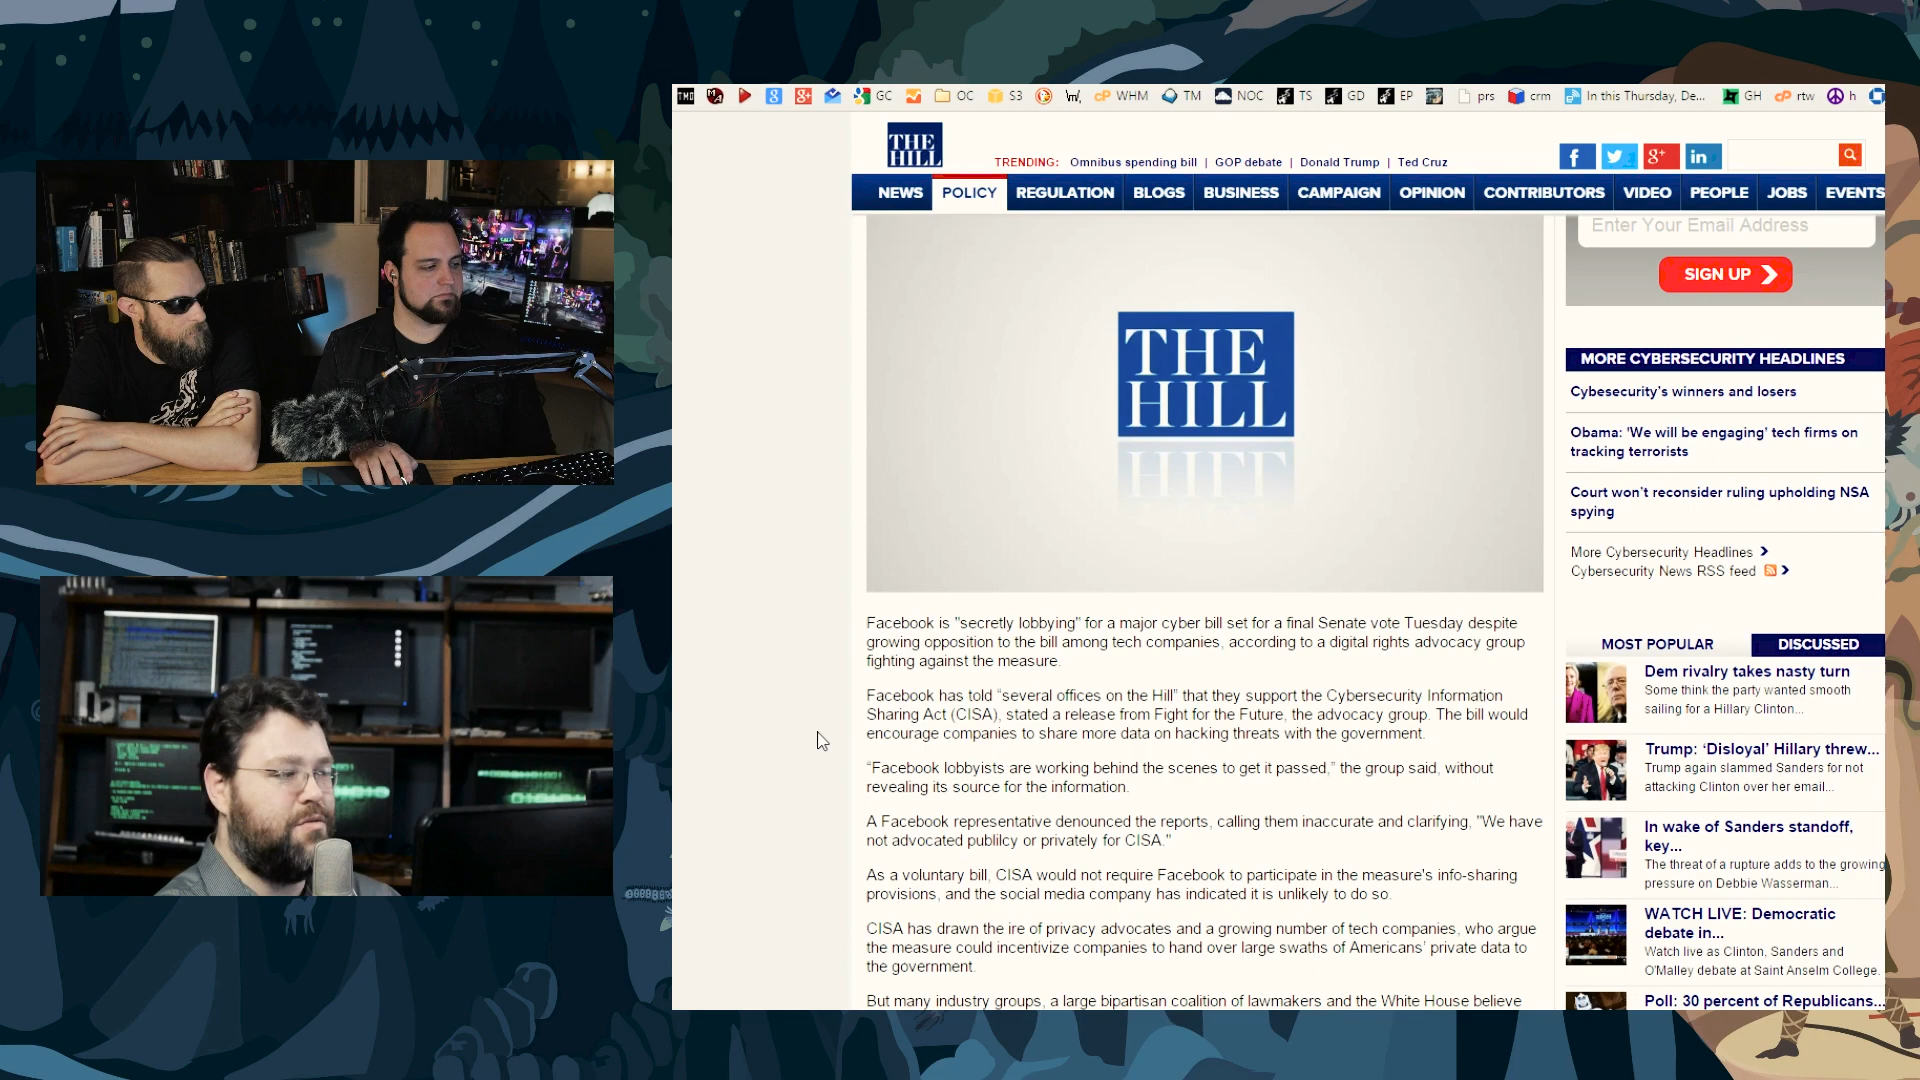 GC
OC
S3
WHM
TM
NOC
TS
GD
EP
prs
crm
In this Thursday, De...
GH
rtw
h
THE
HILL
TRENDING: Omnibus spending bill | GOP debate | Donald Trump | Ted Cruz
NEWS
POLICY
REGULATION
BLOGS
BUSINESS
CAMPAIGN
OPINION
CONTRIBUTORS
VIDEO
PEOPLE
JOBS
EVENTS
THE
HILL
Facebook is "secretly lobbying" for a major cyber bill set for a final Senate vote Tuesday despite
growing opposition to the bill among tech companies, according to a digital rights advocacy group
fighting against the measure.
Facebook has told “several offices on the Hill” that they support the Cybersecurity Information
Sharing Act (CISA), stated a release from Fight for the Future, the advocacy group. The bill would
encourage companies to share more data on hacking threats with the government.
“Facebook lobbyists are working behind the scenes to get it passed,” the group said, without
revealing its source for the information.
A Facebook representative denounced the reports, calling them inaccurate and clarifying, "We have
not advocated publilcy or privately for CISA."
As a voluntary bill, CISA would not require Facebook to participate in the measure's info-sharing
provisions, and the social media company has indicated it is unlikely to do so.
CISA has drawn the ire of privacy advocates and a growing number of tech companies, who argue
the measure could incentivize companies to hand over large swaths of Americans’ private data to
the government.
But many industry groups, a large bipartisan coalition of lawmakers and the White House believe
Enter Your Email Address
SIGN UP
MORE CYBERSECURITY HEADLINES
Cybesecurity’s winners and losers
Obama: 'We will be engaging’ tech firms on
tracking terrorists
Court won’t reconsider ruling upholding NSA
spying
More Cybersecurity Headlines
Cybersecurity News RSS feed
MOST POPULAR
DISCUSSED
Dem rivalry takes nasty turn
Some think the party wanted smooth
sailing for a Hillary Clinton...
Trump: ‘Disloyal’ Hillary threw...
Trump again slammed Sanders for not
attacking Clinton over her email...
In wake of Sanders standoff,
key...
The threat of a rupture adds to the growing
pressure on Debbie Wasserman...
WATCH LIVE: Democratic
debate in...
Watch live as Clinton, Sanders and
O'Malley debate at Saint Anselm College.
Poll: 30 percent of Republicans...